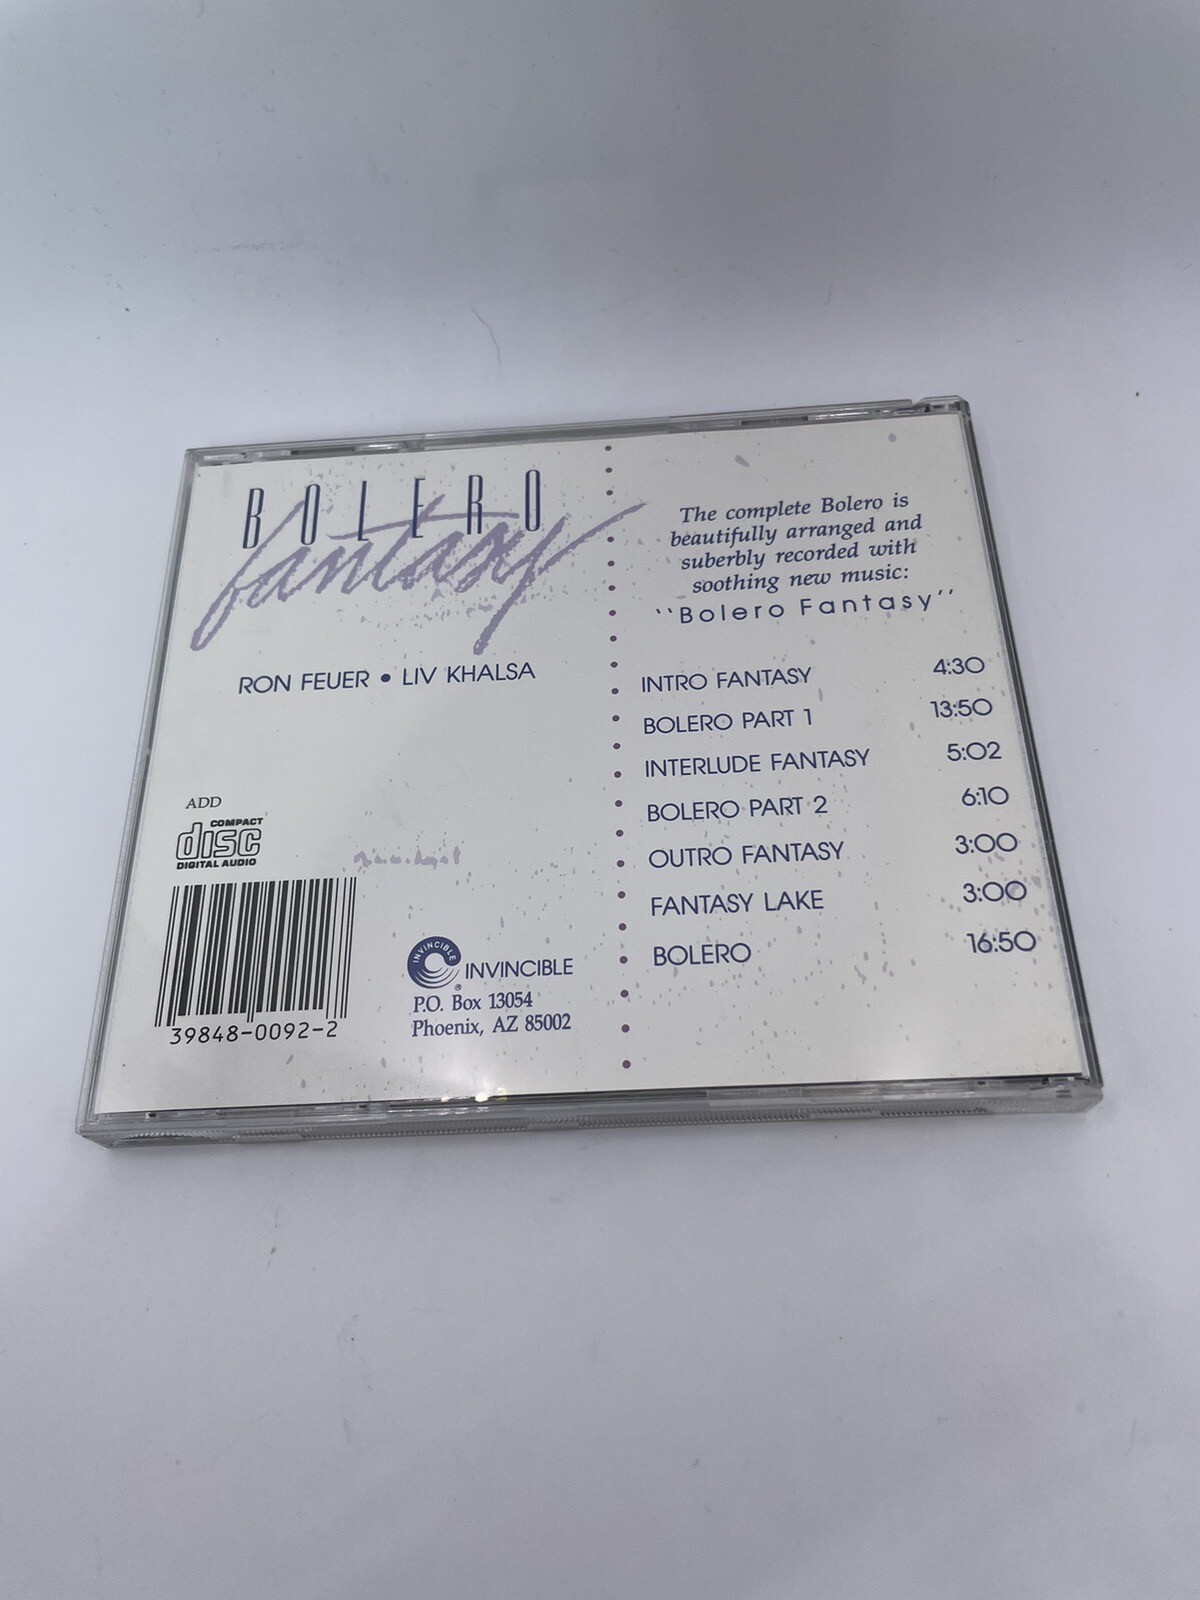 BOLERO
fantasy
RON FEUER • LIV KHALSA
ADD
COMPACT
disc
DIGITAL AUDIO
39848-0092-2
INVINCIBLE
INVINCIBLE
P.O. Box 13054
Phoenix, AZ 85002
The complete Bolero is
beautifully arranged and
suberbly recorded with
soothing new music:
''Bolero Fantasy''
INTRO FANTASY 4:30
BOLERO PART 1 13:50
INTERLUDE FANTASY 5:02
BOLERO PART 2 6:10
OUTRO FANTASY 3:00
FANTASY LAKE 3:00
BOLERO 16:50